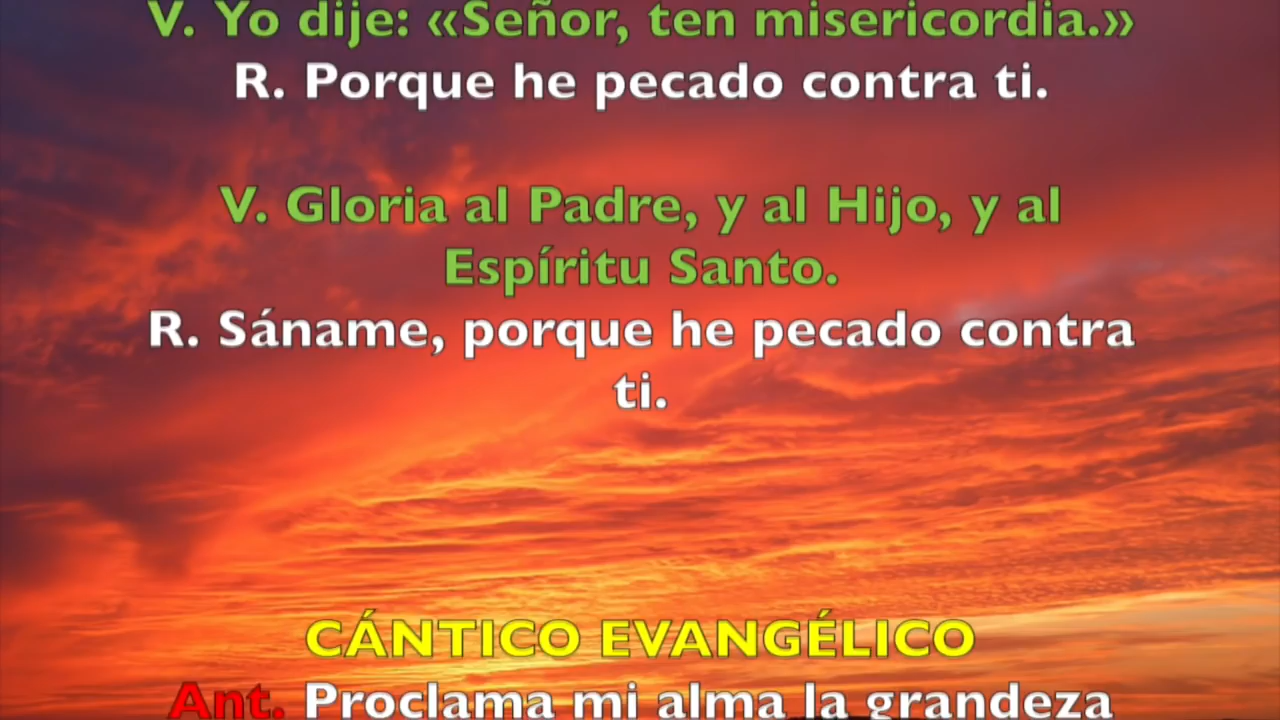 V. Yo dije: «Señor, ten misericordia.»
R. Porque he pecado contra ti.
V. Gloria al Padre, y al Hijo, y al
Espíritu Santo.
R. Sáname, porque he pecado contra
ti.
CÁNTICO EVANGÉLICO
Ant. Proclama mi alma la grandeza